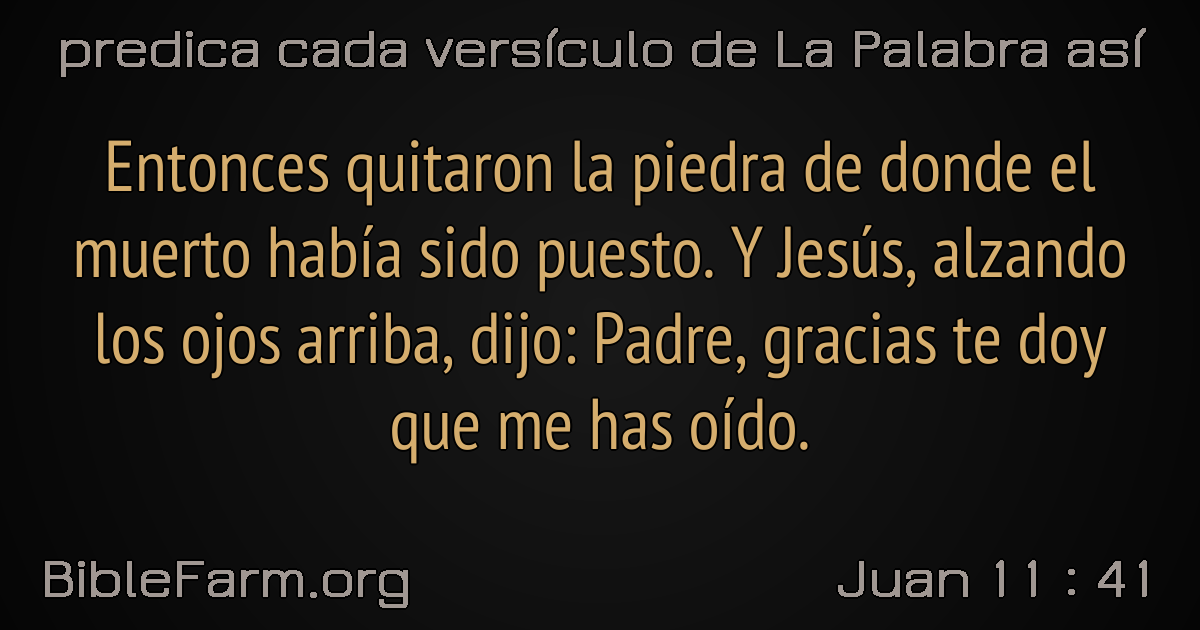 predica cada versículo de La Palabra así
Entonces quitaron la piedra de donde el
muerto había sido puesto. Y Jesús, alzando
los ojos arriba, dijo: Padre, gracias te doy
que me has oído.
BibleFarm.org
Juan 11 : 41